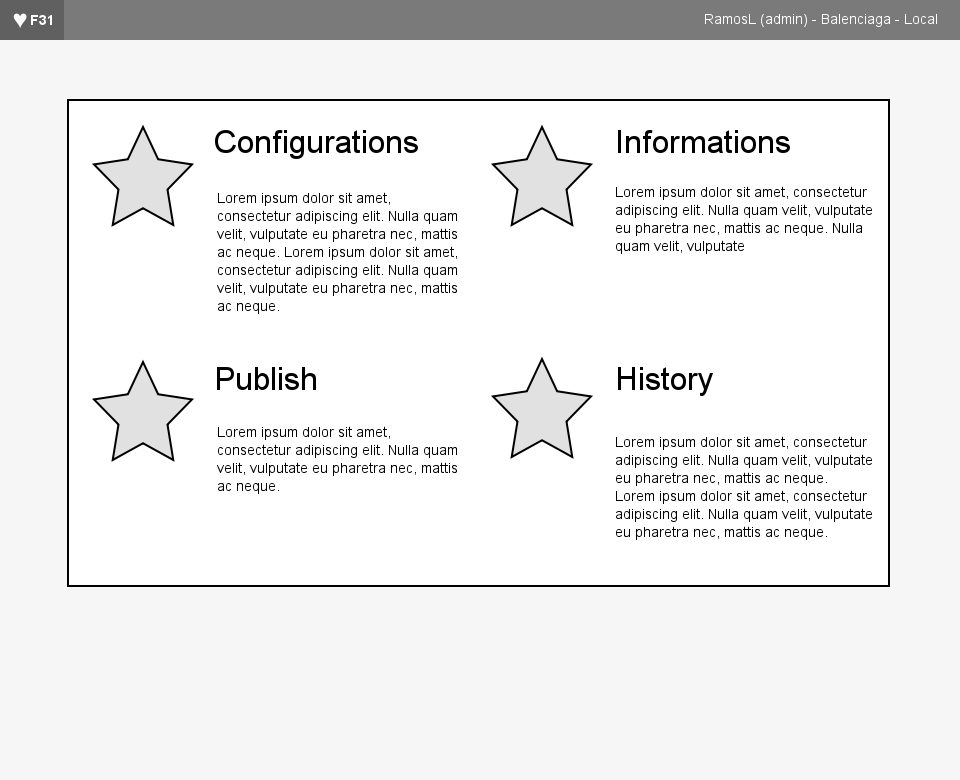 ♥ F31
RamosL (admin) - Balenciaga - Local
Configurations
Lorem ipsum dolor sit amet,
consectetur adipiscing elit. Nulla quam
velit, vulputate eu pharetra nec, mattis
ac neque. Lorem ipsum dolor sit amet,
consectetur adipiscing elit. Nulla quam
velit, vulputate eu pharetra nec, mattis
ac neque.
Informations
Lorem ipsum dolor sit amet, consectetur
adipiscing elit. Nulla quam velit, vulputate
eu pharetra nec, mattis ac neque. Nulla
quam velit, vulputate
Publish
Lorem ipsum dolor sit amet,
consectetur adipiscing elit. Nulla quam
velit, vulputate eu pharetra nec, mattis
ac neque.
History
Lorem ipsum dolor sit amet, consectetur
adipiscing elit. Nulla quam velit, vulputate
eu pharetra nec, mattis ac neque.
Lorem ipsum dolor sit amet, consectetur
adipiscing elit. Nulla quam velit, vulputate
eu pharetra nec, mattis ac neque.